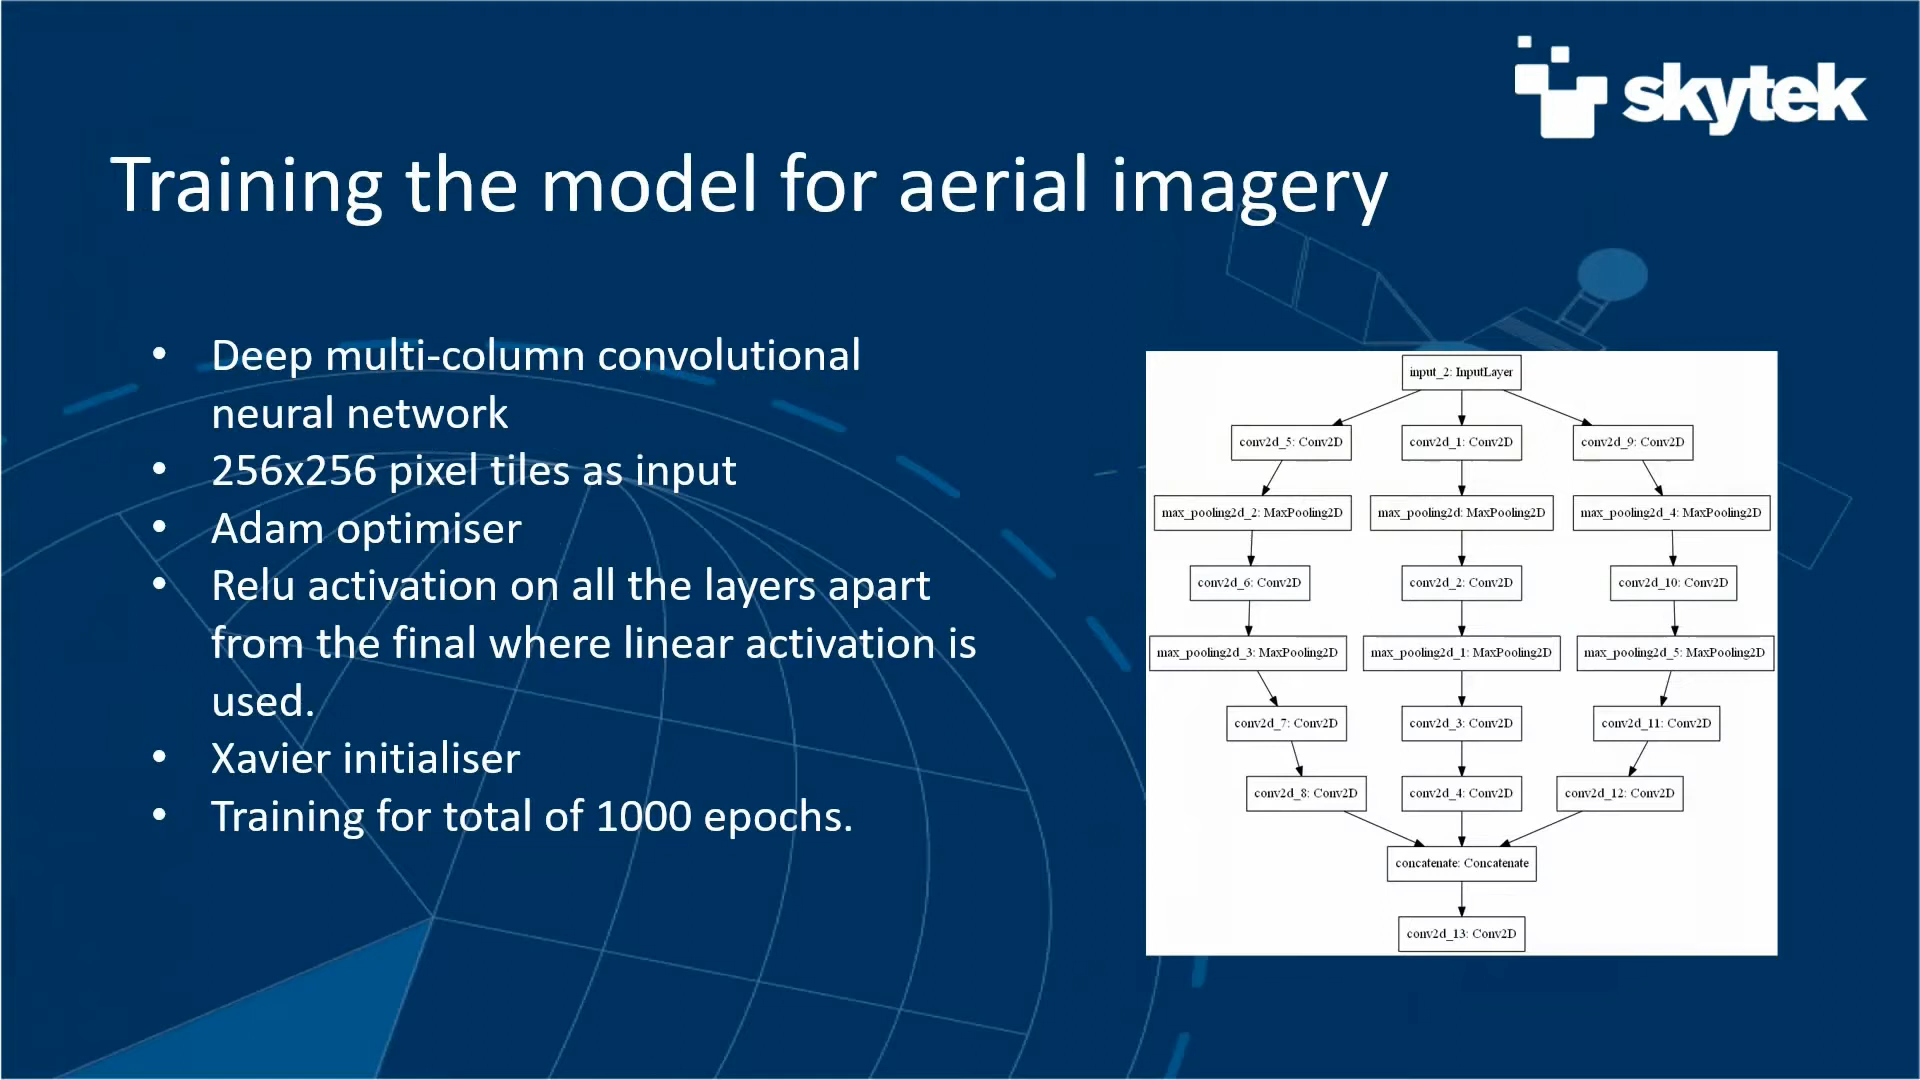 skytek
Training the model for aerial imagery
• Deep multi-column convolutional
neural network
• 256x256 pixel tiles as input
• Adam optimiser
• Relu activation on all the layers apart
from the final where linear activation is
used.
• Xavier initialiser
• Training for total of 1000 epochs.
input_2: InputLayer
conv2d_5: Conv2D conv2d_1: Conv2D conv2d_9: Conv2D
max_pooling2d_2: MaxPooling2D max_pooling2d: MaxPooling2D max_pooling2d_4: MaxPooling2D
conv2d_6: Conv2D conv2d_2: Conv2D conv2d_10: Conv2D
max_pooling2d_3: MaxPooling2D max_pooling2d_1: MaxPooling2D max_pooling2d_5: MaxPooling2D
conv2d_7: Conv2D conv2d_3: Conv2D conv2d_11: Conv2D
conv2d_8: Conv2D conv2d_4: Conv2D conv2d_12: Conv2D
concatenate: Concatenate
conv2d_13: Conv2D